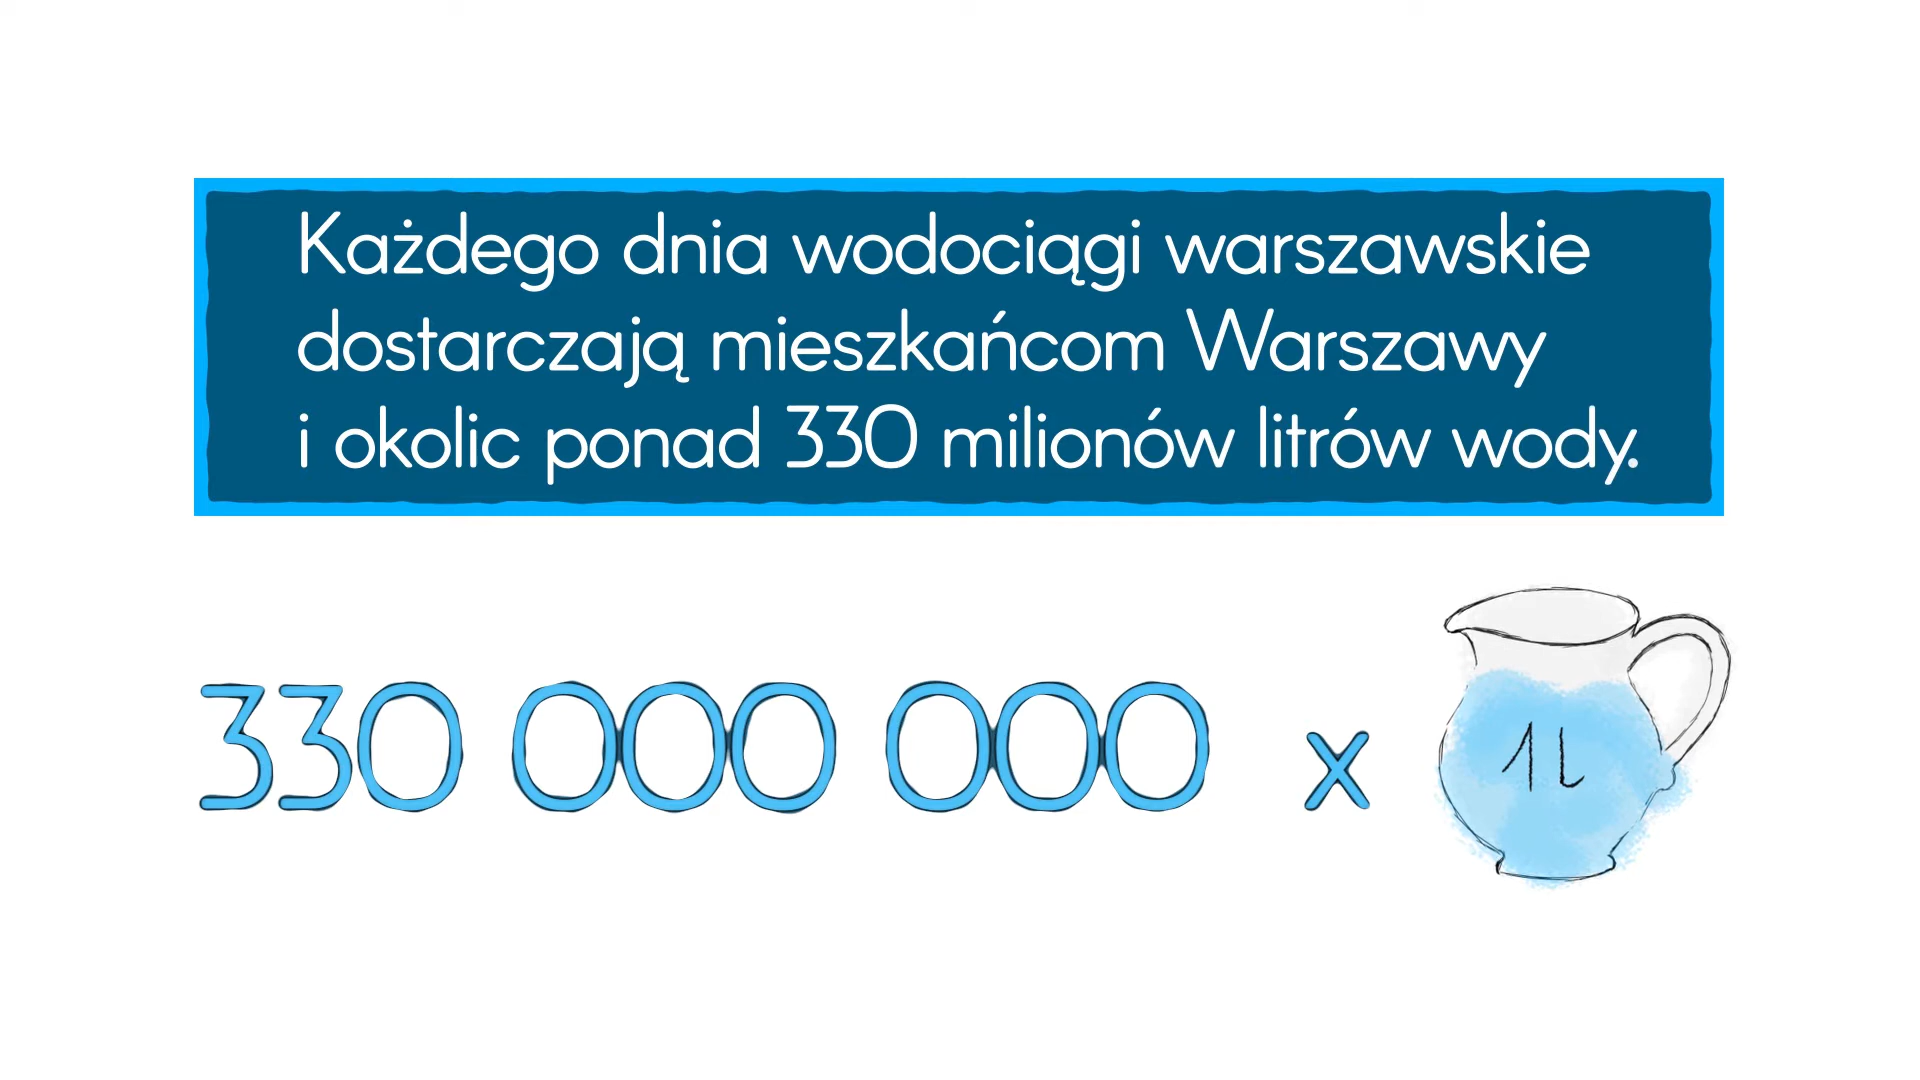 Każdego dnia wodociągi warszawskie
dostarczają mieszkańcom Warszawy
i okolic ponad 330 milionów litrów wody.
330 000 000 x 1L